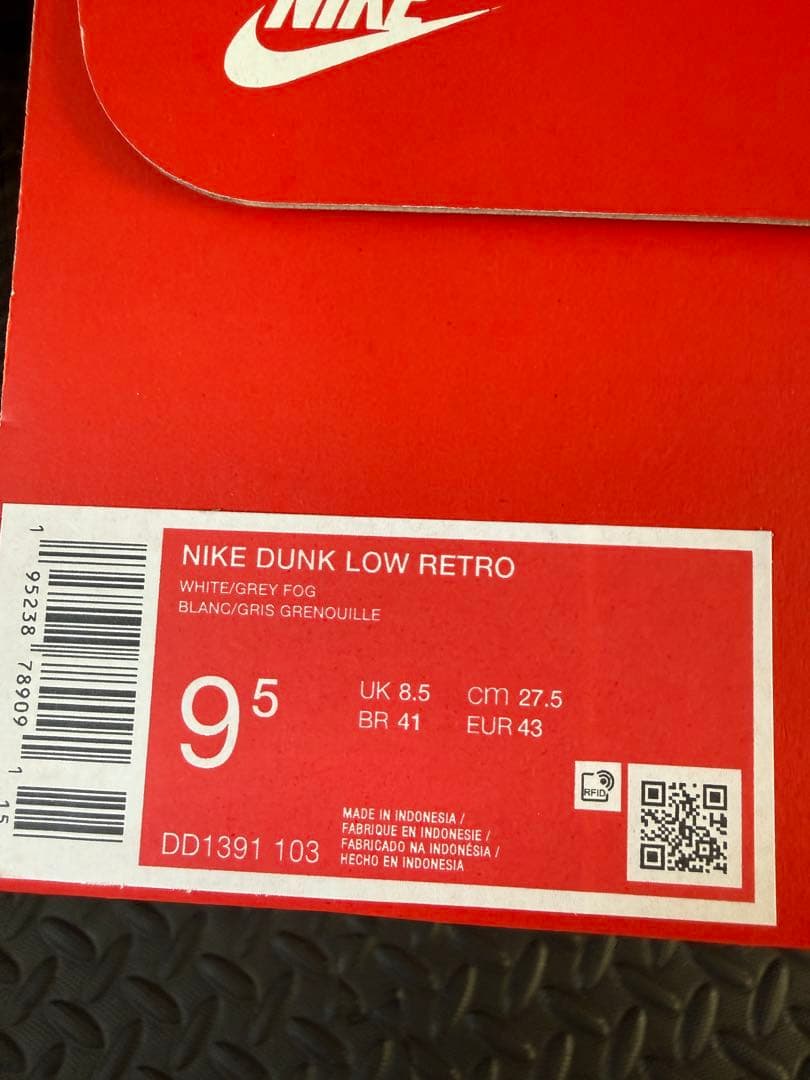 NIKE
NIKE DUNK LOW RETRO
WHITE/GREY FOG
BLANC/GRIS GRENOUILLE
9 5
UK 8.5 cm 27.5
BR 41 EUR 43
RFID
MADE IN INDONESIA /
FABRIQUE EN INDONESIE /
FABRICADO NA INDONÉSIA /
HECHO EN INDONESIA
DD1391 103
1 95238 78909 1 15